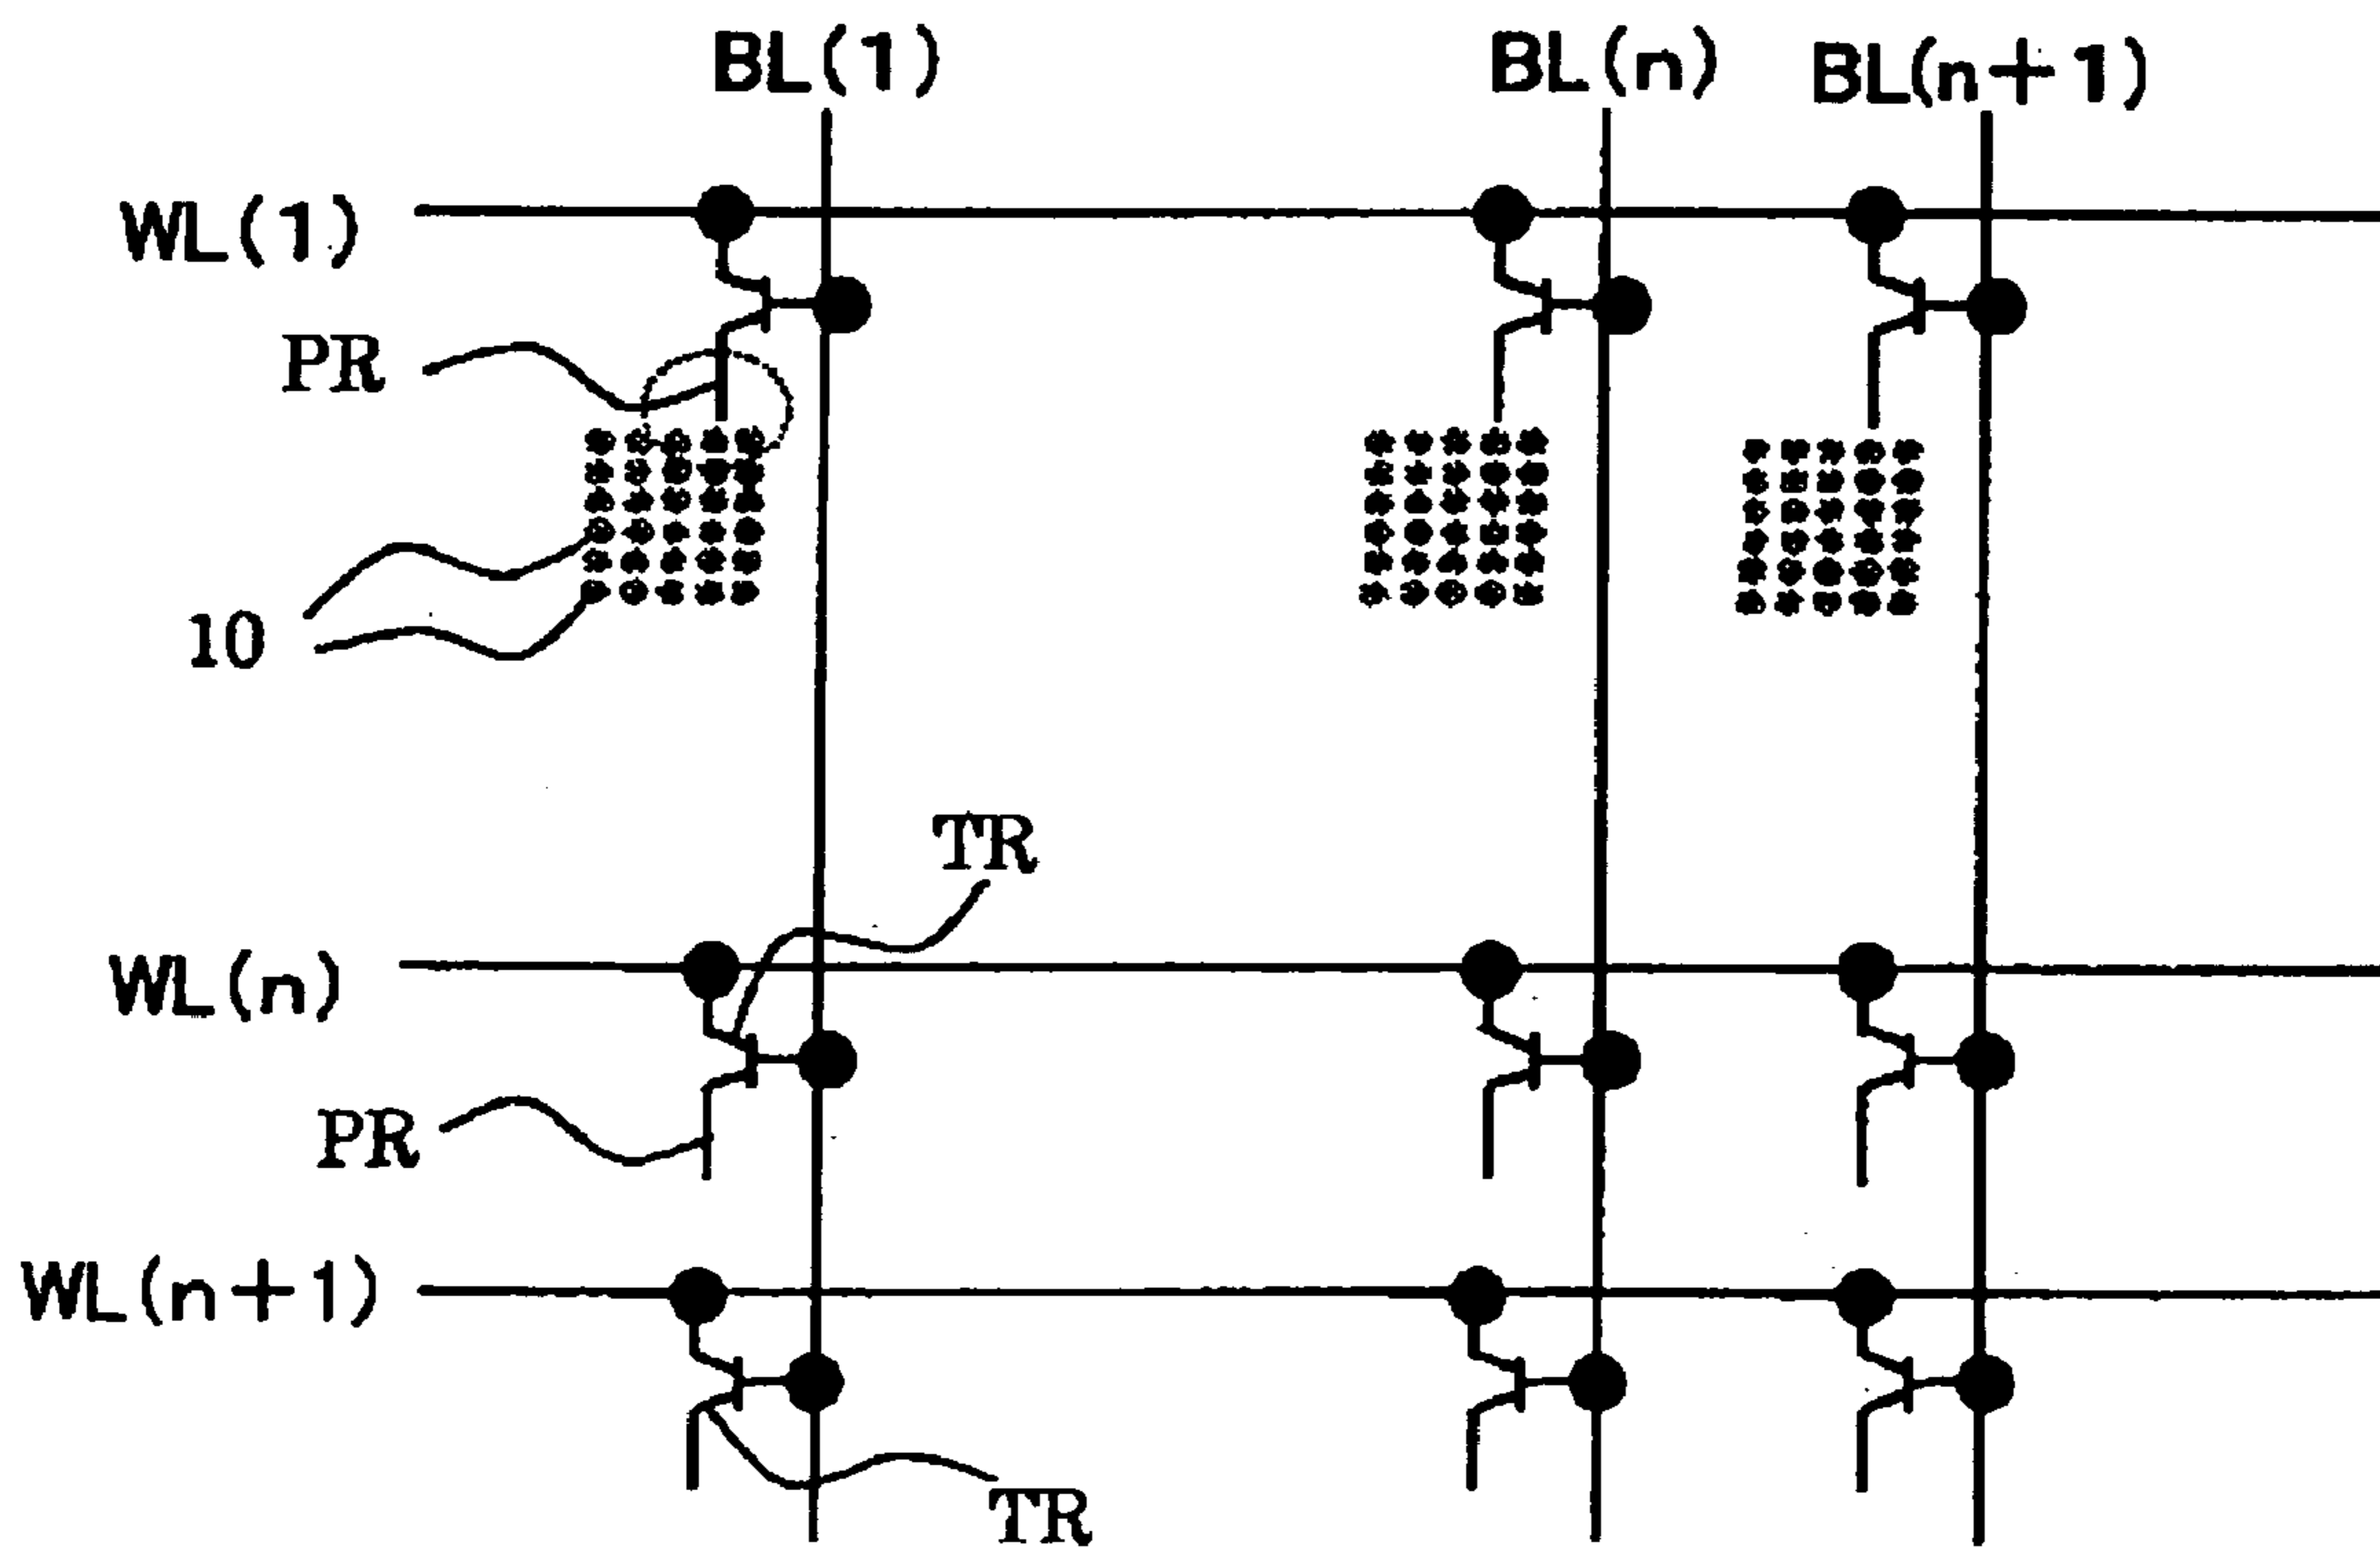 BL(1) BL(n) BL(n+1)
WL(1)
PR
10
TR
WL(n)
PR
WL(n+1)
TR